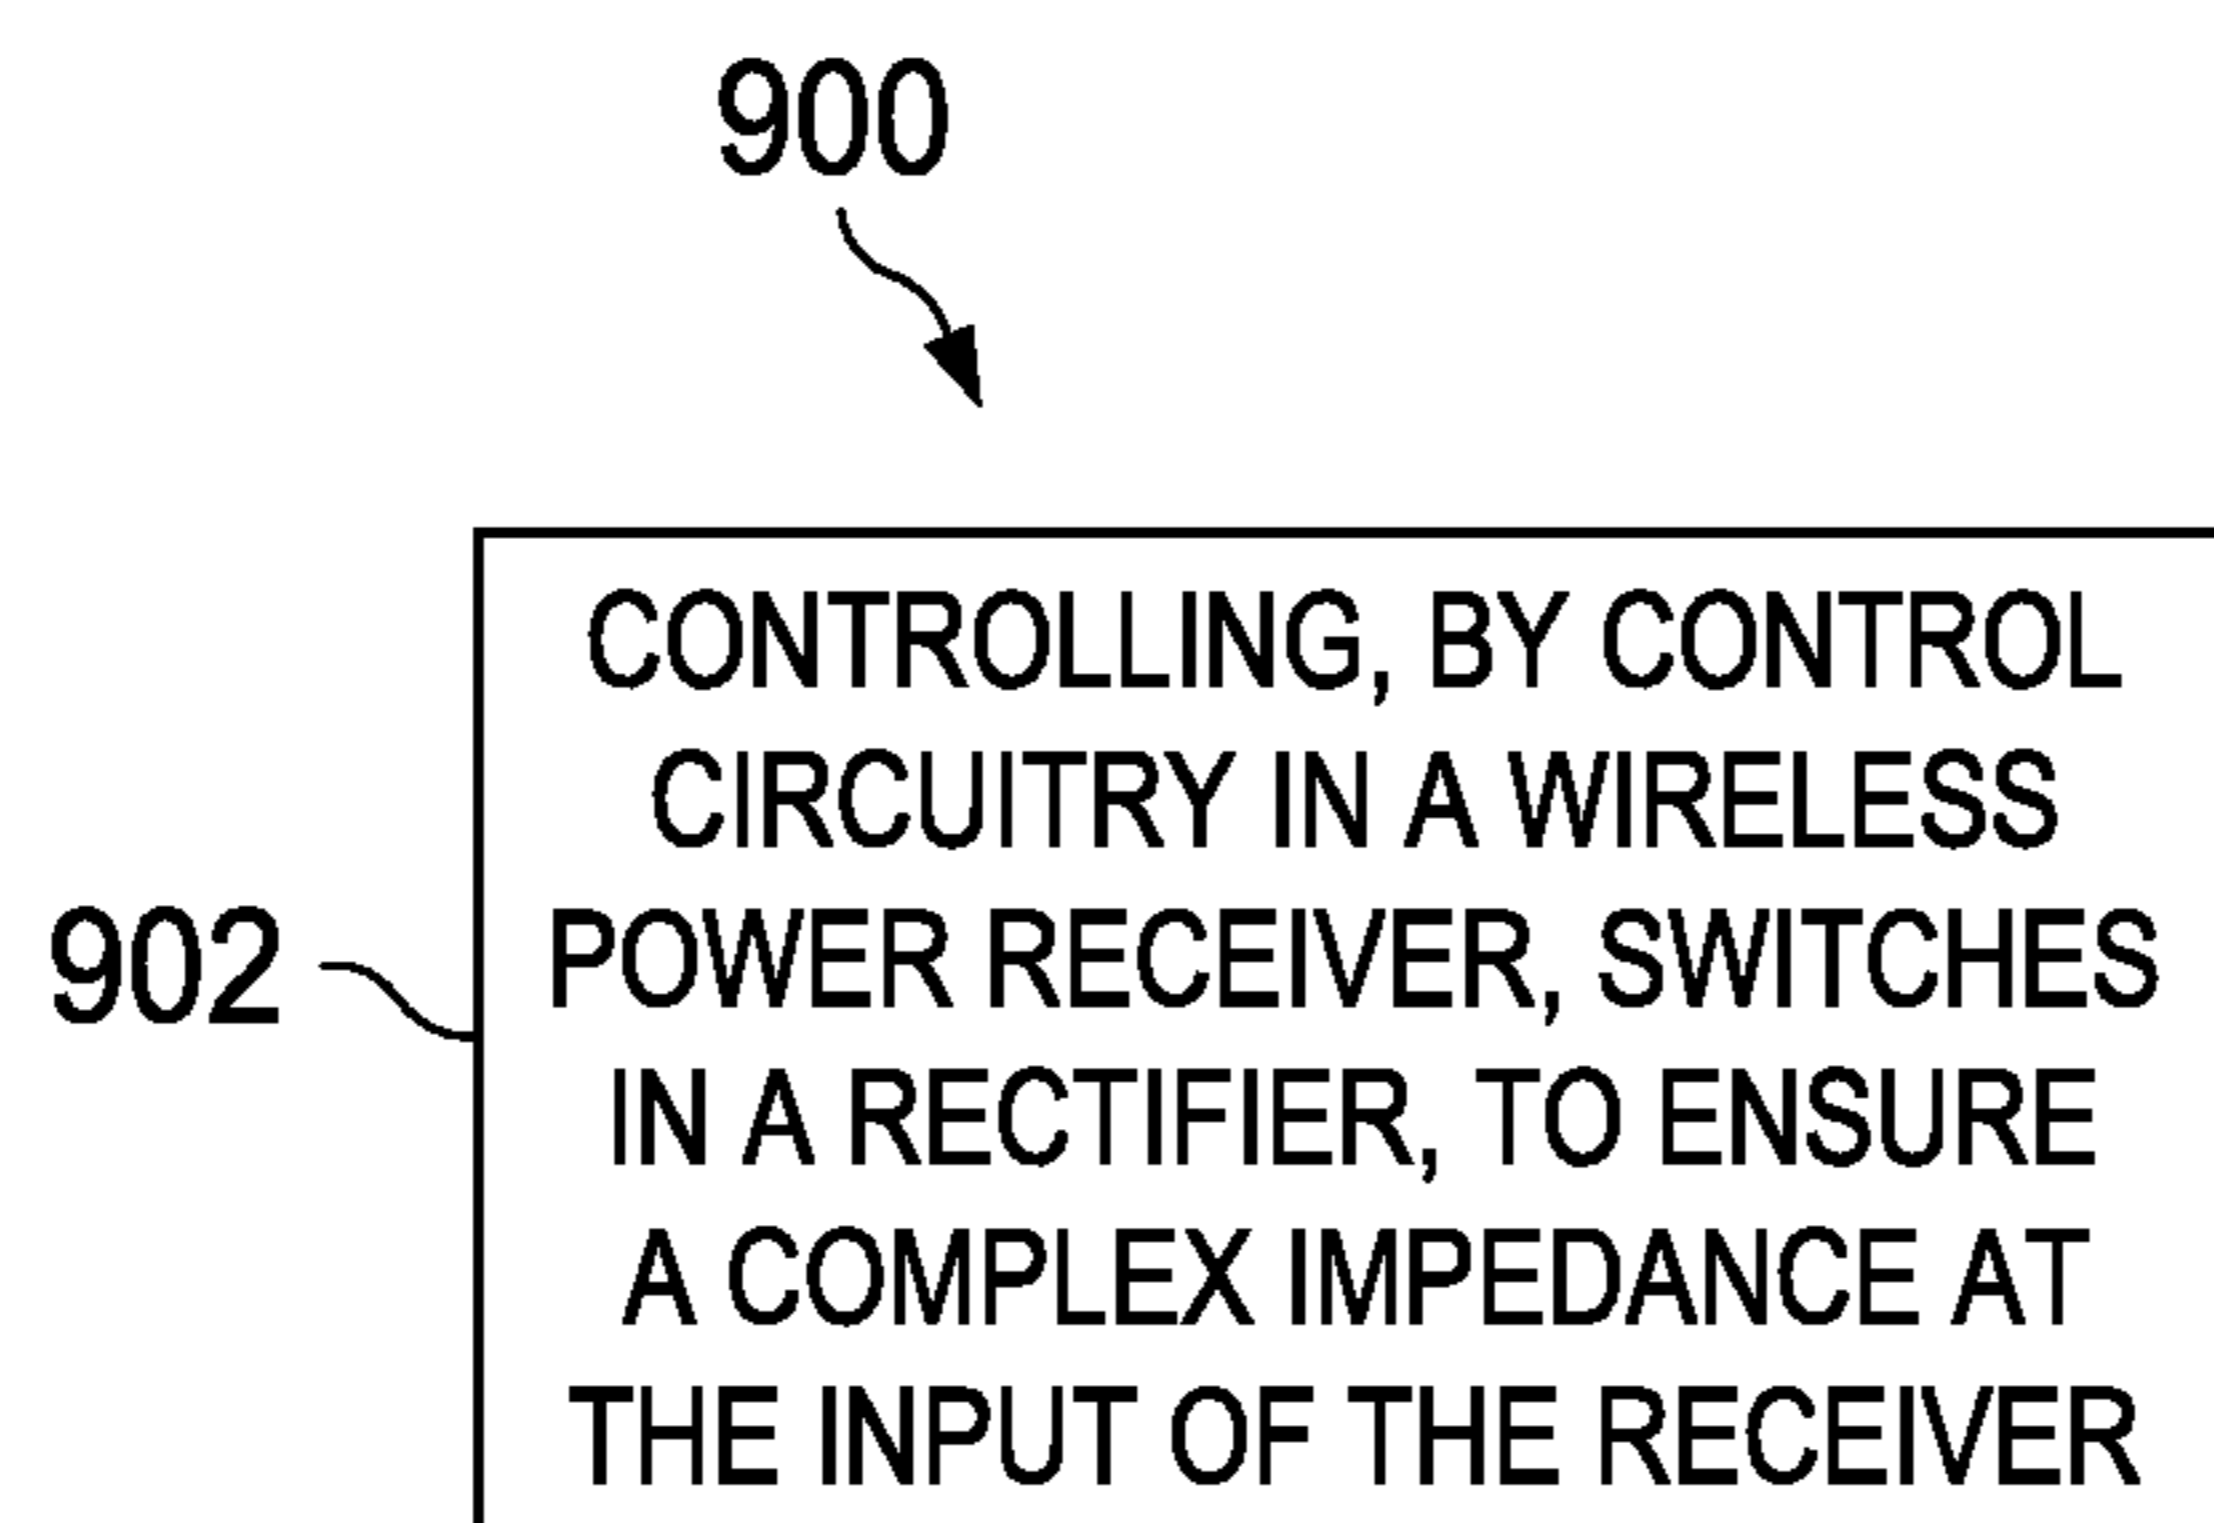 900
CONTROLLING, BY CONTROL
CIRCUITRY IN A WIRELESS
902
POWER RECEIVER, SWITCHES
IN A RECTIFIER, TO ENSURE
A COMPLEX IMPEDANCE AT
THE INPUT OF THE RECEIVER